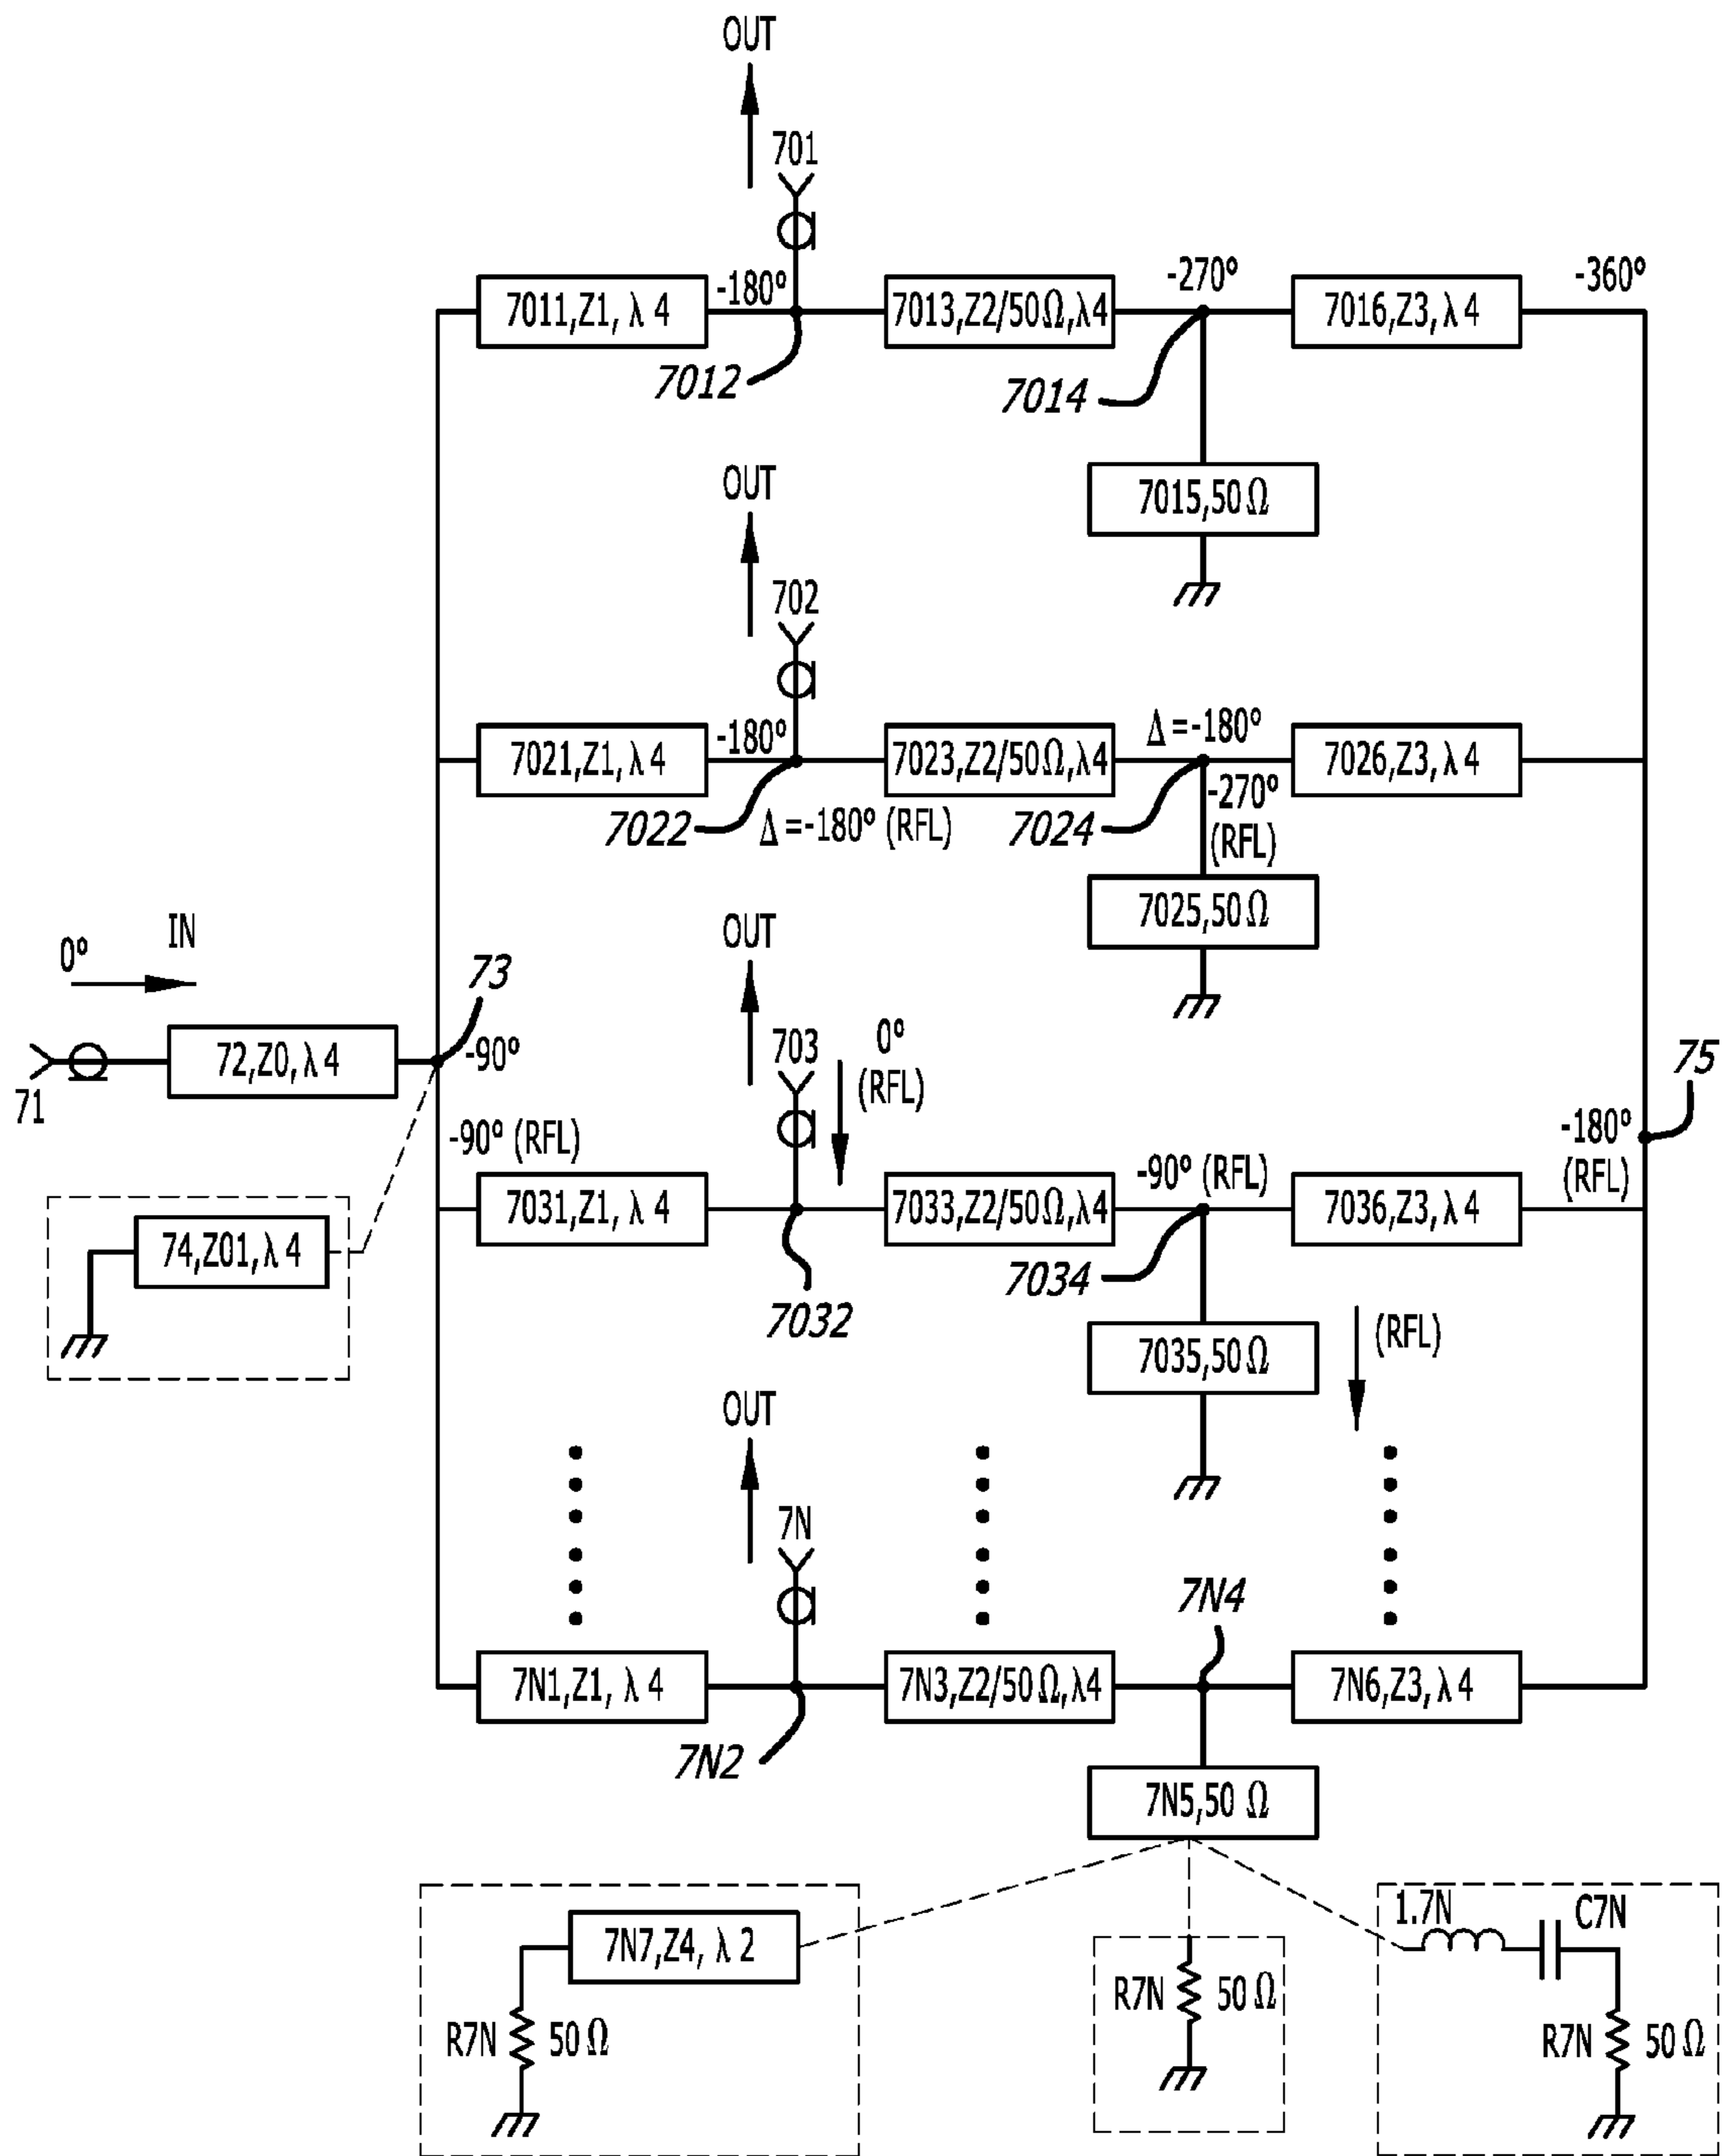 OUT
701
-180°
-270°
-360°
7011,Z1, λ 4
7013,Z2/50Ω,λ4
7016,Z3, λ 4
7012
7014
OUT
7015,50 Ω
702
-180°
Δ =-180°
7021,Z1, λ 4
7023,Z2/50Ω,λ4
7026,Z3, λ 4
7022
Δ =-180° (RFL)
7024
-270°
(RFL)
7025,50 Ω
OUT
0°
IN
73
703
0°
(RFL)
72,Z0, λ 4
-90°
71
75
-90° (RFL)
-90° (RFL)
-180°
(RFL)
7031,Z1, λ 4
7033,Z2/50Ω,λ4
7036,Z3, λ 4
74,Z01, λ 4
7032
7034
7035,50 Ω
(RFL)
OUT
7N
7N4
7N1,Z1, λ 4
7N3,Z2/50 Ω,λ4
7N6,Z3, λ 4
7N2
7N5,50 Ω
7N7,Z4, λ 2
R7N
50 Ω
R7N
50 Ω
1.7N
C7N
R7N
50 Ω